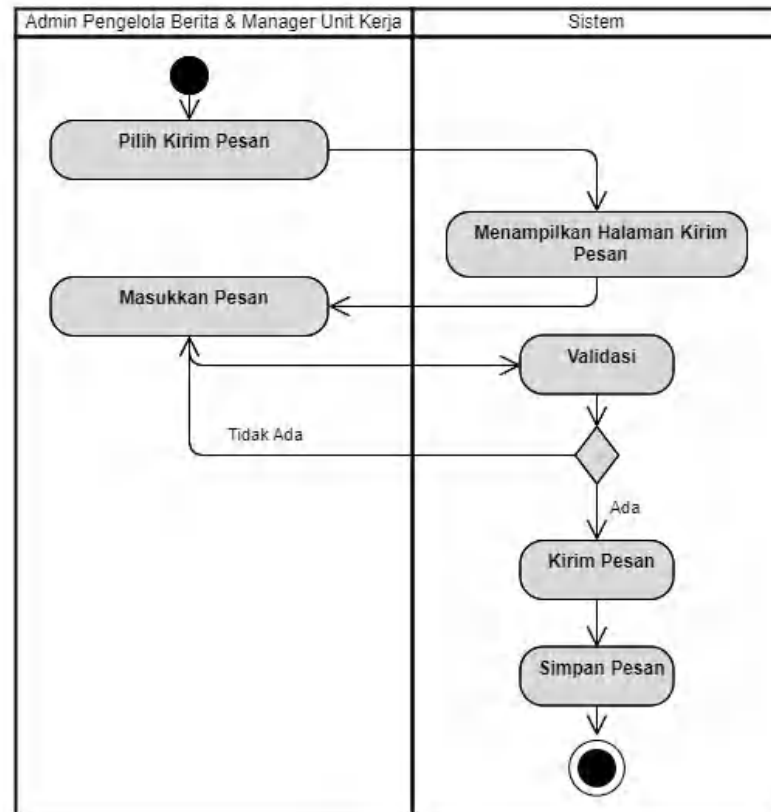 Admin Pengelola Berita & Manager Unit Kerja
Sistem
Pilih Kirim Pesan
Menampilkan Halaman Kirim
Pesan
Masukkan Pesan
Validasi
Tidak Ada
Ada
Kirim Pesan
Simpan Pesan